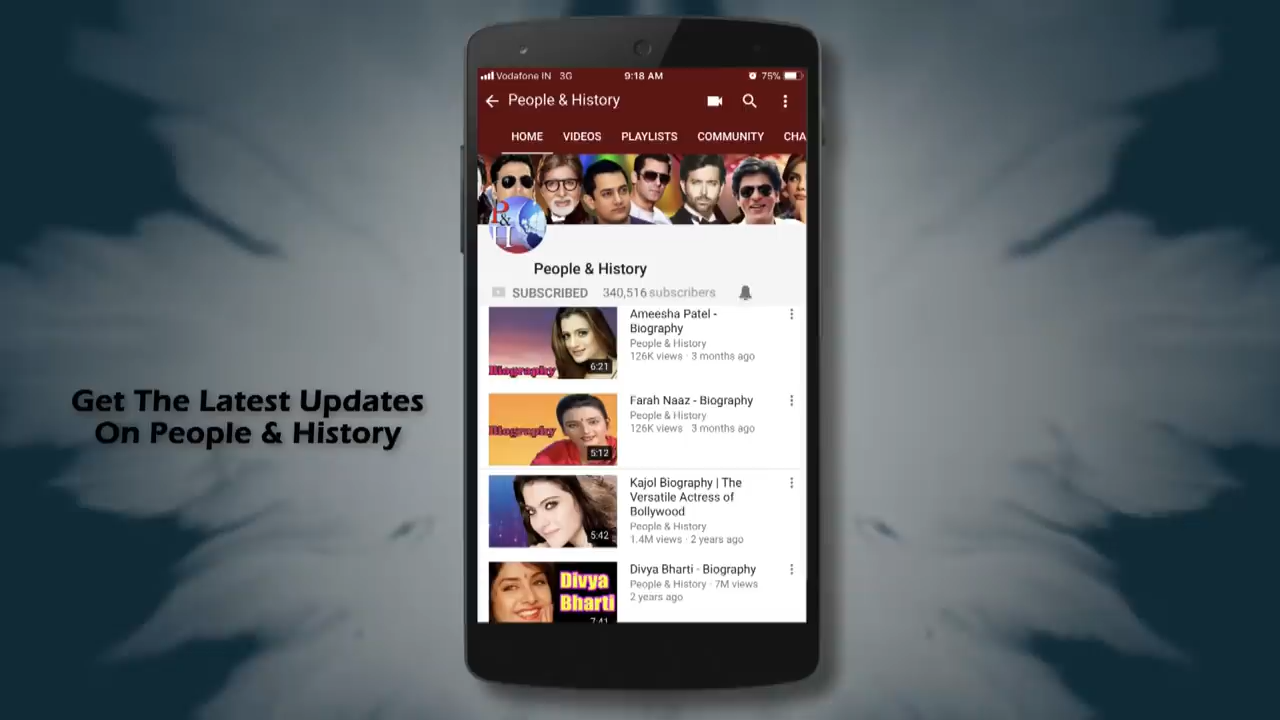 Vodafone IN 3G 9:18 AM 75%
People & History
HOME VIDEOS PLAYLISTS COMMUNITY CHA
P
&
H
People & History
SUBSCRIBED 340,516 subscribers
Ameesha Patel -
Biography
People & History
126K views · 3 months ago
Biography
6:21
Farah Naaz - Biography
People & History
126K views · 3 months ago
Biography
5:12
Kajol Biography | The
Versatile Actress of
Bollywood
People & History
1.4M views · 2 years ago
5:42
Divya Bharti - Biography
People & History · 7M views
2 years ago
Divya
Bharti
7:41
Get The Latest Updates
On People & History